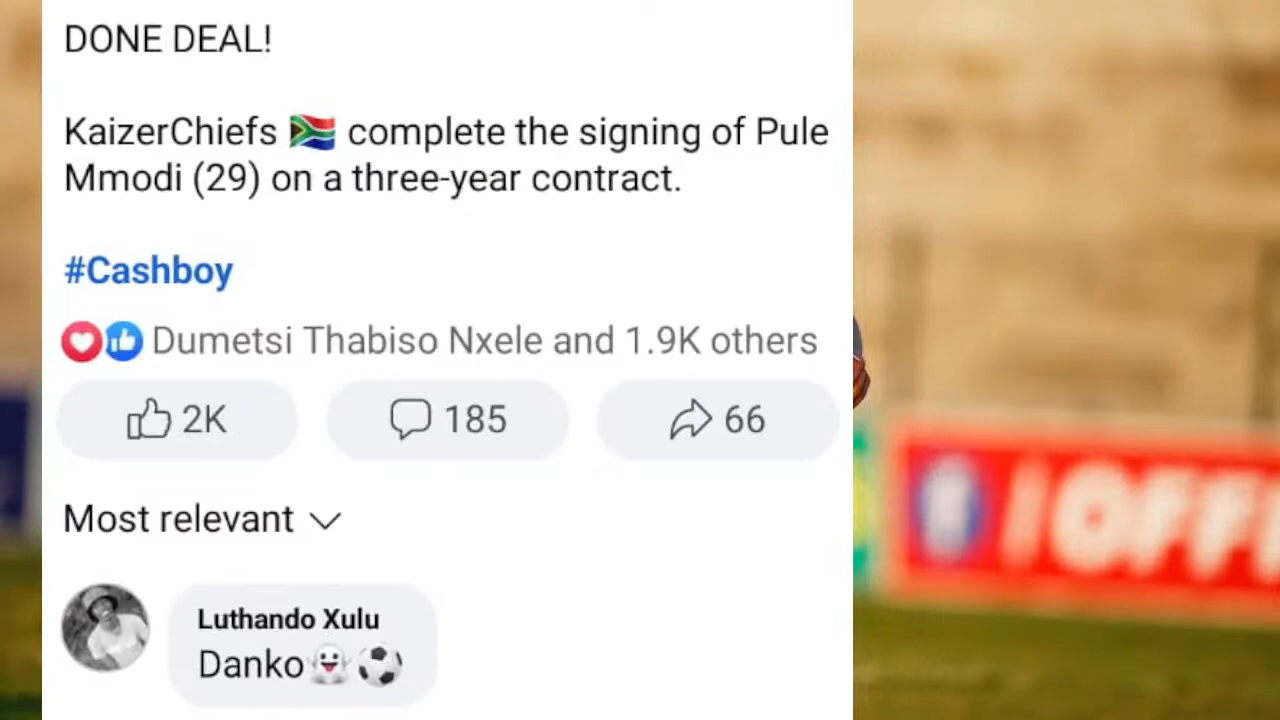 DONE DEAL!
KaizerChiefs 🇿🇦 complete the signing of Pule
Mmodi (29) on a three-year contract.
#Cashboy
Dumetsi Thabiso Nxele and 1.9K others
2K 185 66
Most relevant
Luthando Xulu
Danko👻⚽
OFFI